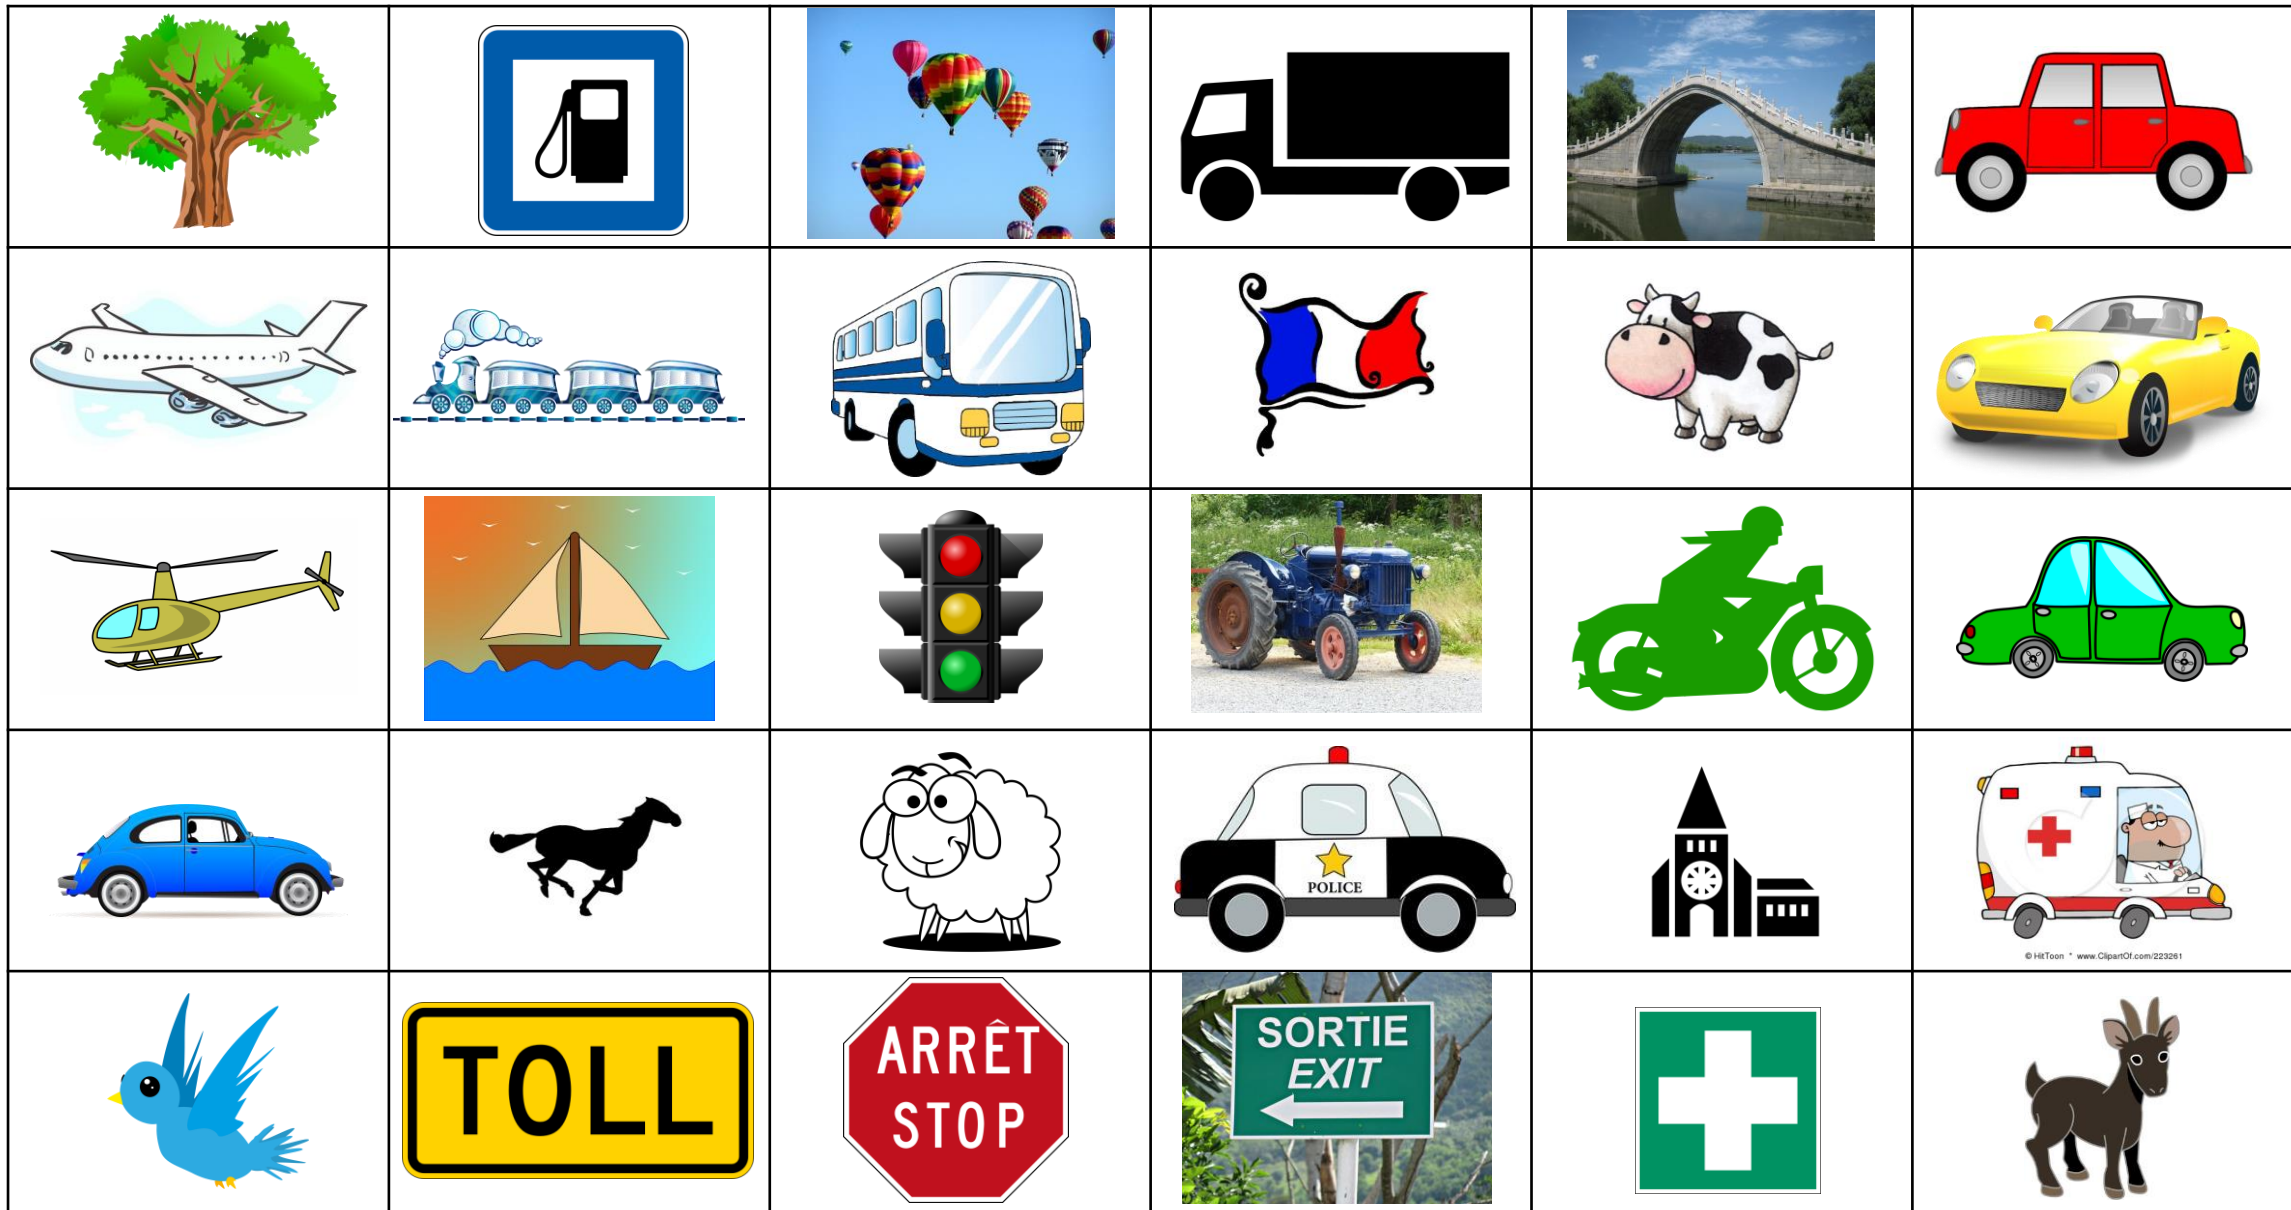 POLICE
© HitToon * www.ClipartOf.com/223261
TOLL
ARRÊT
STOP
SORTIE
EXIT